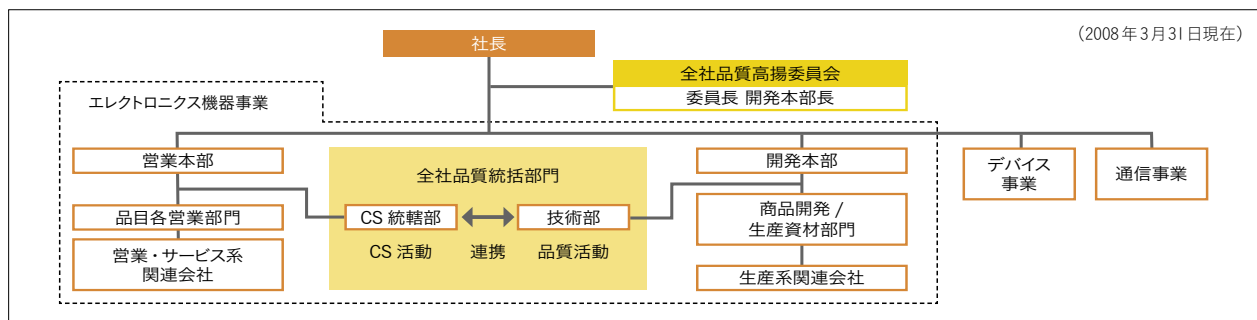 (2008年3月31日現在)
社長
全社品質高揚委員会
委員長 開発本部長
エレクトロニクス機器事業
営業本部
全社品質統括部門
開発本部
デバイス
事業
通信事業
品目各営業部門
CS 統轄部
技術部
商品開発 /
生産資材部門
営業・サービス系
関連会社
CS 活動
連携
品質活動
生産系関連会社